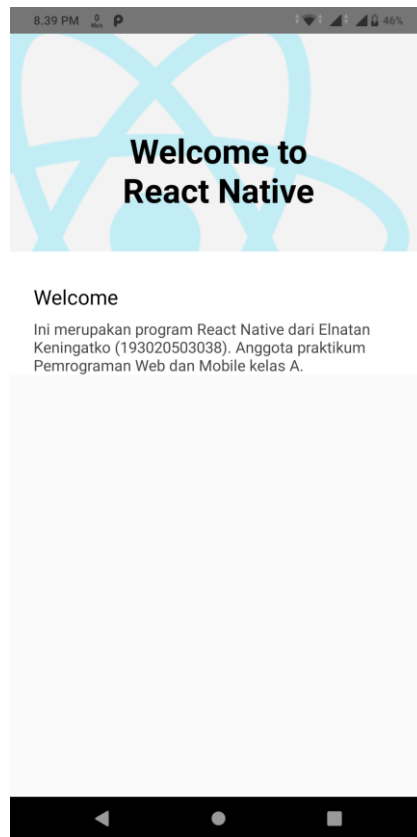 8.39 PM 0 46%
Welcome to
React Native
Welcome
Ini merupakan program React Native dari Elnatan
Keningatko (193020503038). Anggota praktikum
Pemrograman Web dan Mobile kelas A.